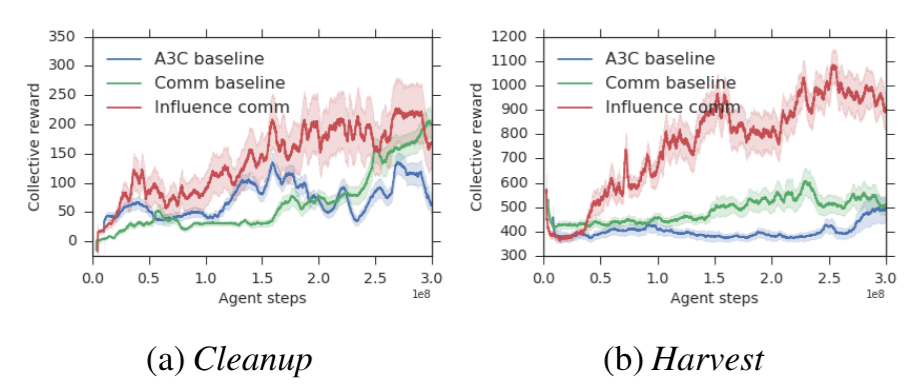 350
300
250
200
150
100
50
0
Collective reward
A3C baseline
Comm baseline
Influence comm
0.0 0.5 1.0 1.5 2.0 2.5 3.0
1e8
Agent steps
(a) Cleanup
1200
1100
1000
900
800
700
600
500
400
300
Collective reward
A3C baseline
Comm baseline
Influence comm
0.0 0.5 1.0 1.5 2.0 2.5 3.0
1e8
Agent steps
(b) Harvest